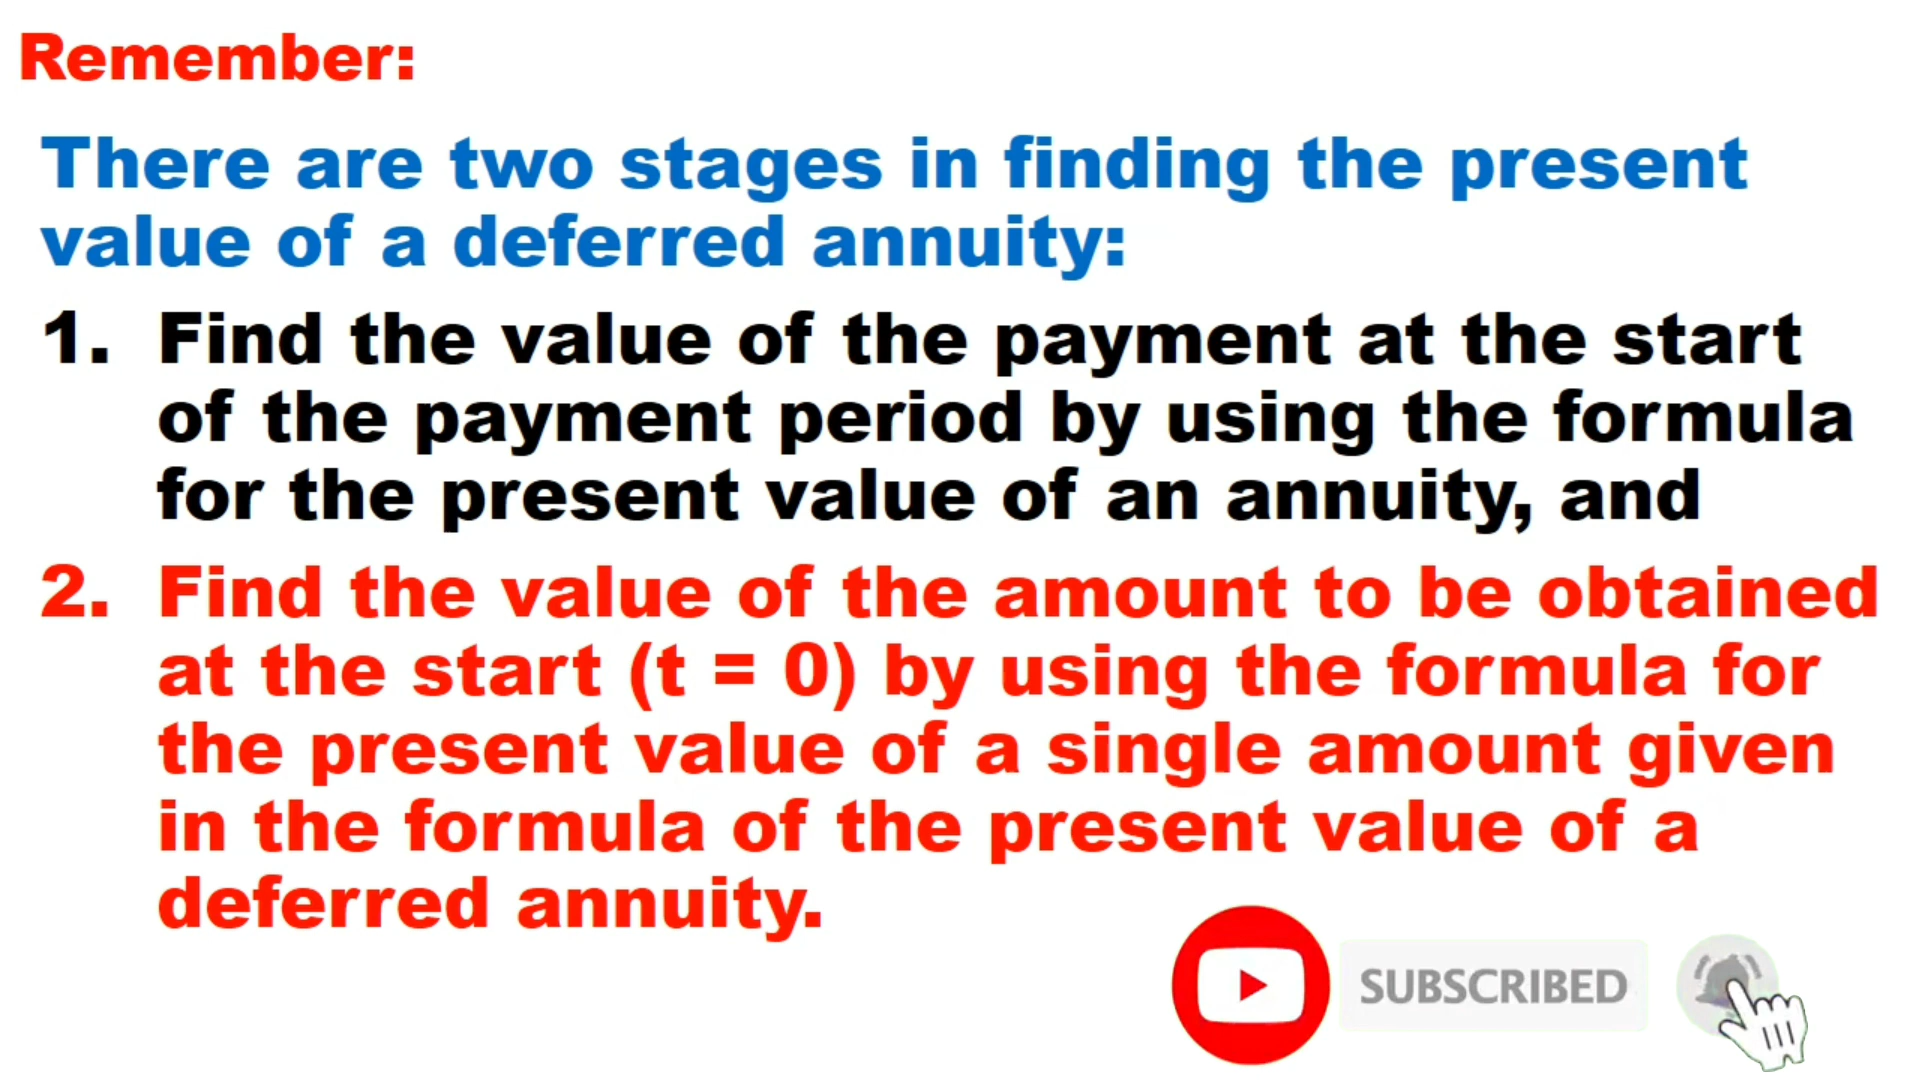 Remember:
There are two stages in finding the present
value of a deferred annuity:
1. Find the value of the payment at the start
of the payment period by using the formula
for the present value of an annuity, and
2. Find the value of the amount to be obtained
at the start (t = 0) by using the formula for
the present value of a single amount given
in the formula of the present value of a
deferred annuity.
SUBSCRIBED